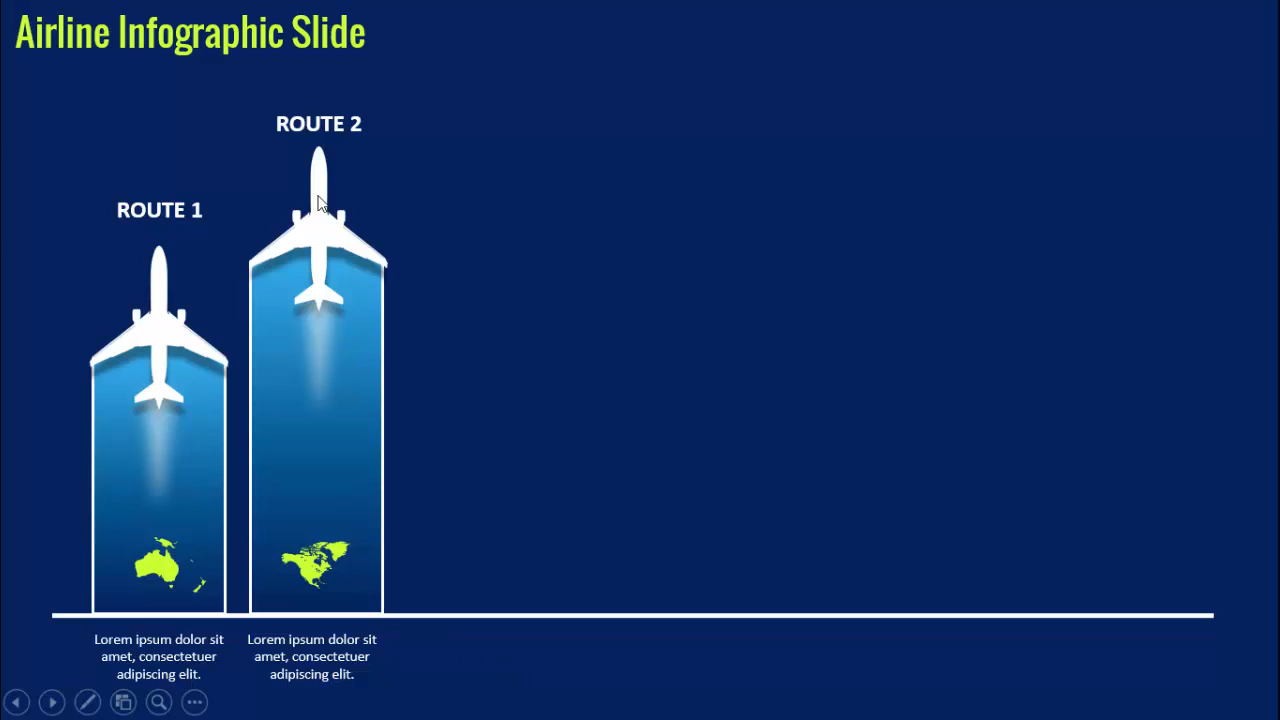 Airline Infographic Slide
ROUTE 2
ROUTE 1
Lorem ipsum dolor sit
amet, consectetuer
adipiscing elit.
Lorem ipsum dolor sit
amet, consectetuer
adipiscing elit.